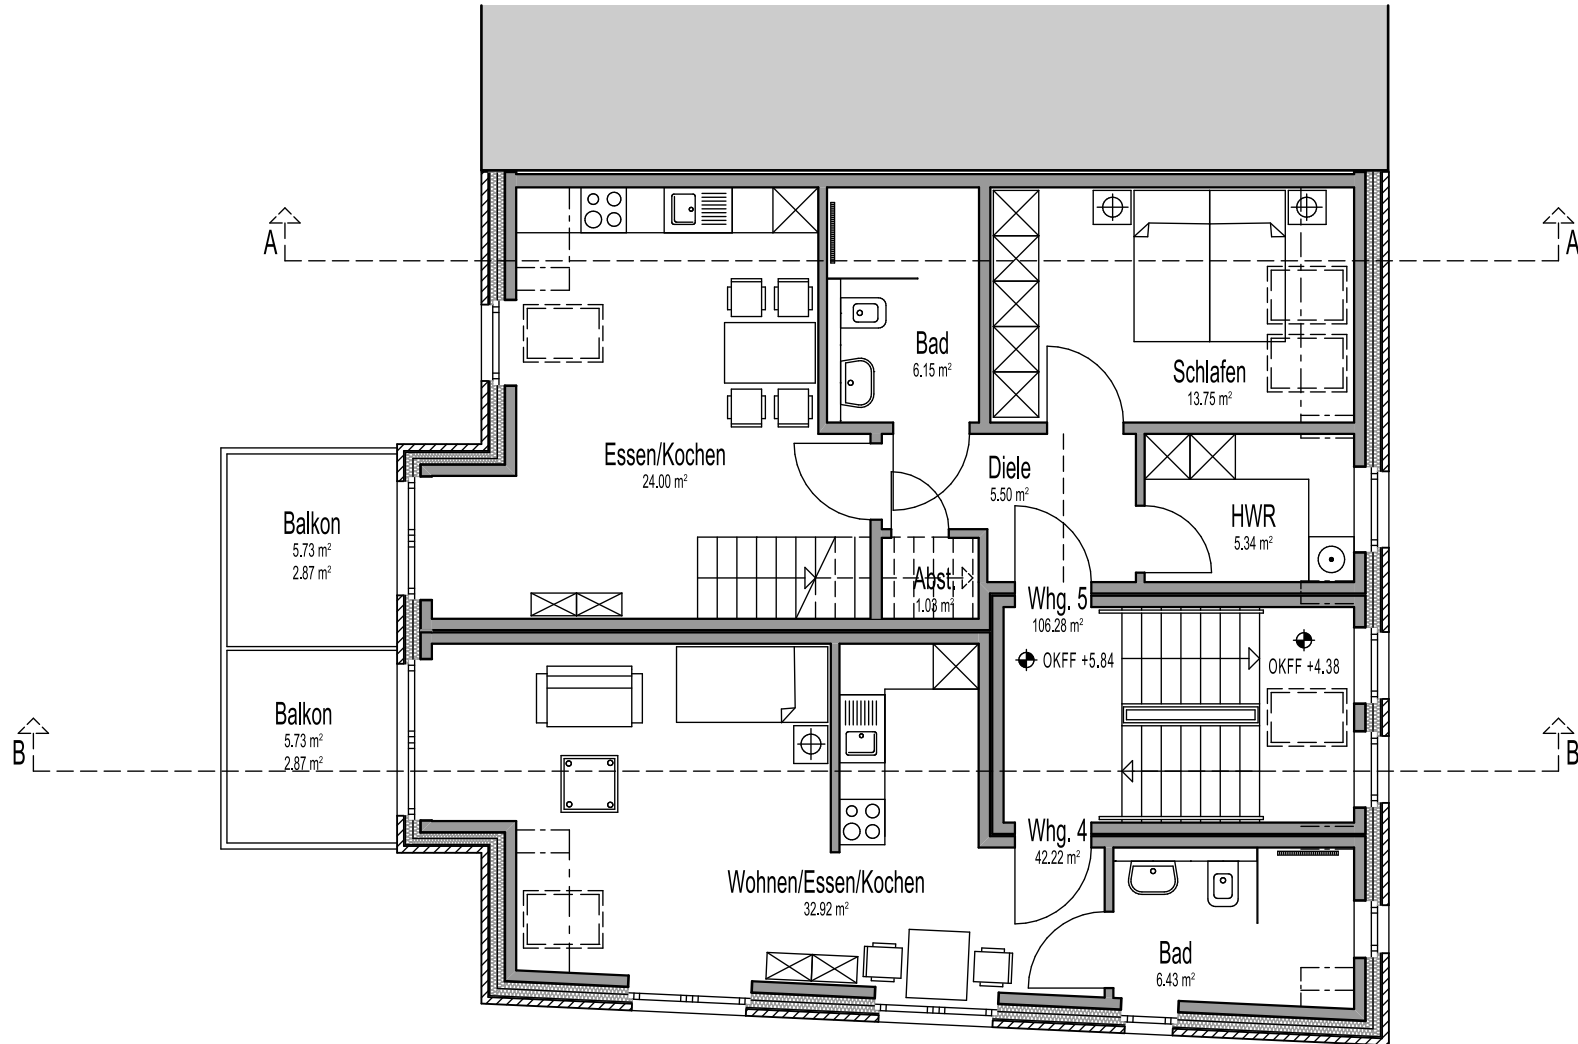 A
A
Bad
6.15 m²
Schlafen
13.75 m²
Essen/Kochen
24.00 m²
Diele
5.50 m²
HWR
5.34 m²
Balkon
5.73 m²
2.87 m²
Abst.
1.03 m²
Whg. 5
106.28 m²
OKFF +5.84
OKFF +4.38
Balkon
5.73 m²
2.87 m²
B
B
Whg. 4
42.22 m²
Wohnen/Essen/Kochen
32.92 m²
Bad
6.43 m²